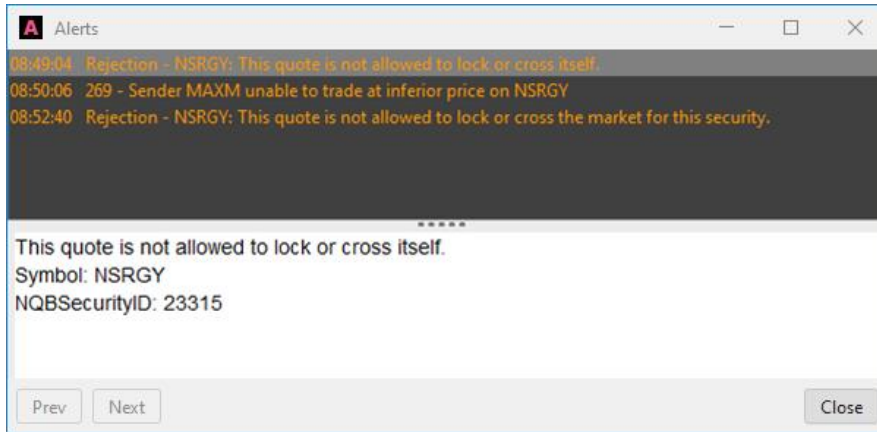 A Alerts
08:49:04 Rejection - NSRGY: This quote is not allowed to lock or cross itself.
08:50:06 269 - Sender MAXM unable to trade at inferior price on NSRGY
08:52:40 Rejection - NSRGY: This quote is not allowed to lock or cross the market for this security.
This quote is not allowed to lock or cross itself.
Symbol: NSRGY
NQBSecurityID: 23315
Prev Next Close